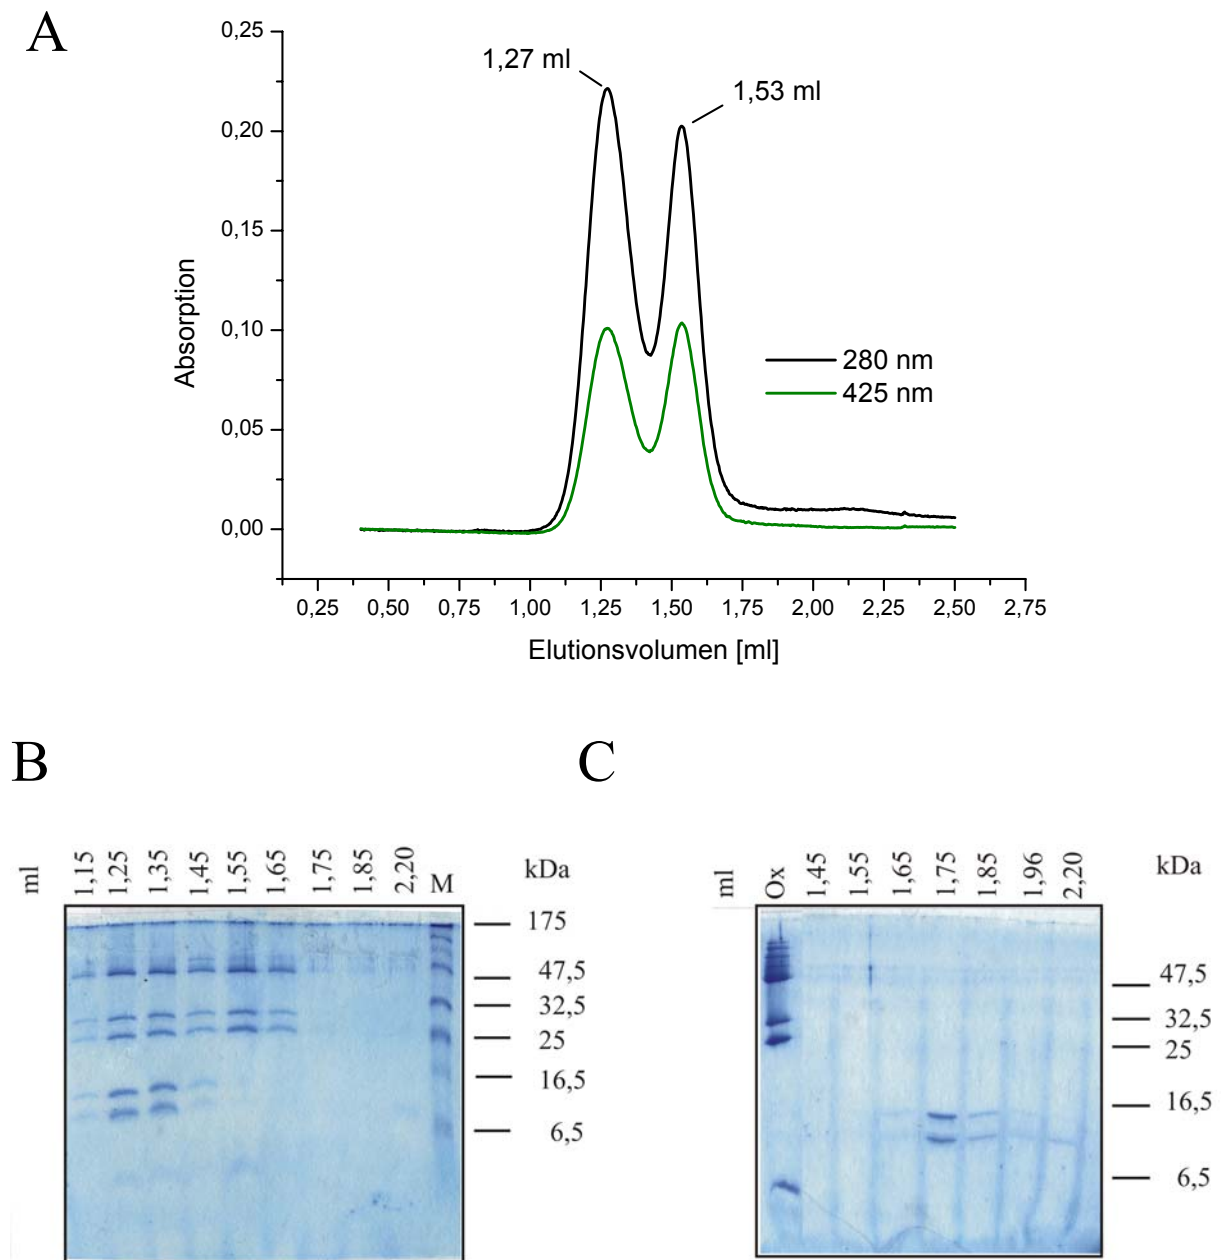 A
0,25
0,20
0,15
0,10
0,05
0,00
Absorption
1,27 ml
1,53 ml
280 nm
425 nm
0,25 0,50 0,75 1,00 1,25 1,50 1,75 2,00 2,25 2,50 2,75
Elutionsvolumen [ml]
B
ml 1,15 1,25 1,35 1,45 1,55 1,65 1,75 1,85 2,20 M kDa
175
47,5
32,5
25
16,5
6,5
C
ml Ox 1,45 1,55 1,65 1,75 1,85 1,96 2,20 kDa
47,5
32,5
25
16,5
6,5